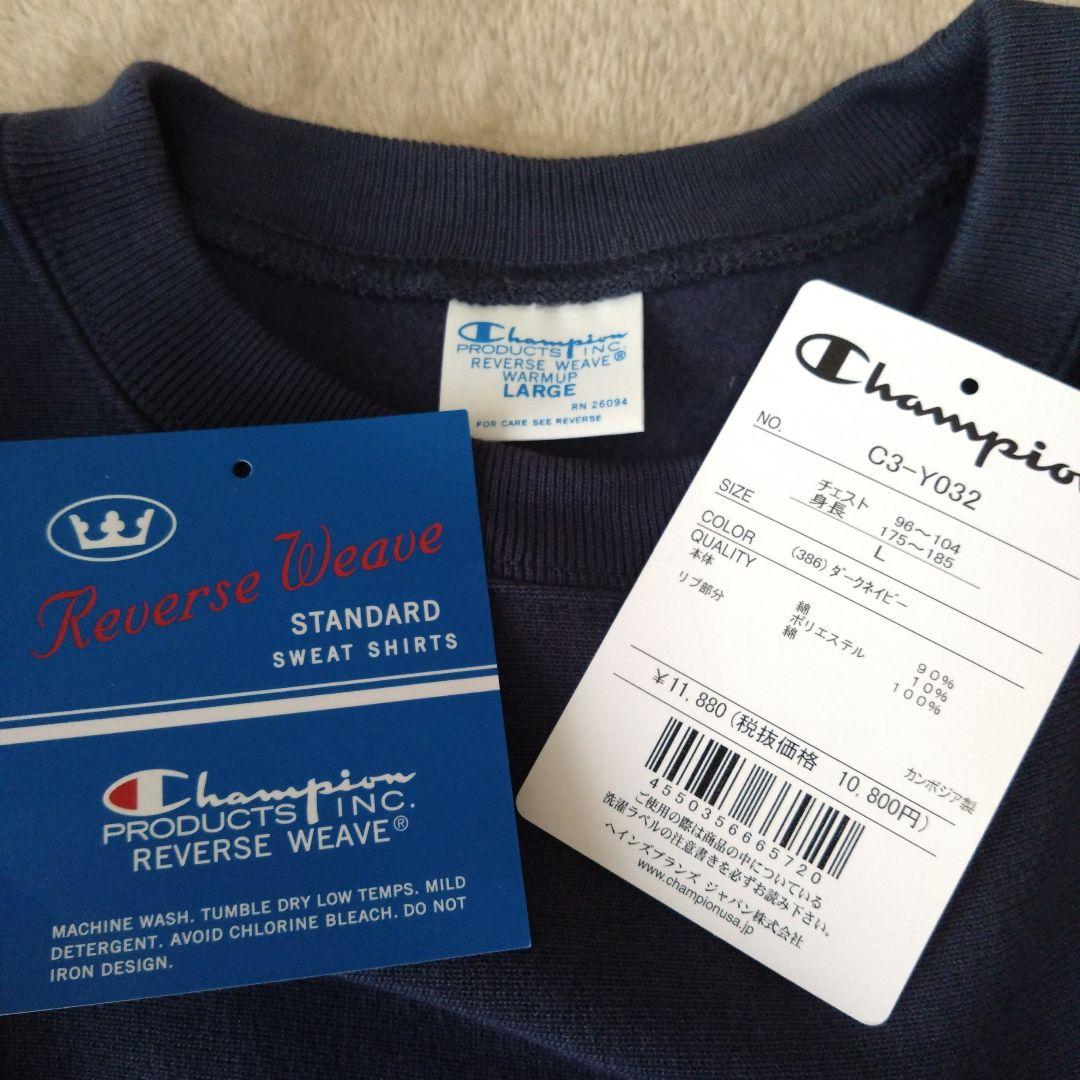 Champion
PRODUCTS INC.
REVERSE WEAVE®
WARMUP
LARGE
RN 26094
FOR CARE SEE REVERSE
Reverse Weave
STANDARD
SWEAT SHIRTS
Champion
PRODUCTS INC.
REVERSE WEAVE®
MACHINE WASH. TUMBLE DRY LOW TEMPS. MILD
DETERGENT. AVOID CHLORINE BLEACH. DO NOT
IRON DESIGN.
Champion
NO. C3-Y032
SIZE チェスト 96～104
身長 175～185
L
COLOR (386) ダークネイビー
QUALITY
本体 綿 90%
ポリエステル 10%
リブ部分 綿 100%
カンボジア製
¥11,880 (税抜価格 10,800円)
4550356665720
ご使用の際は商品の中についている
洗濯ラベルの注意書きを必ずお読み下さい。
ヘインズブランズ ジャパン株式会社
www.championusa.jp